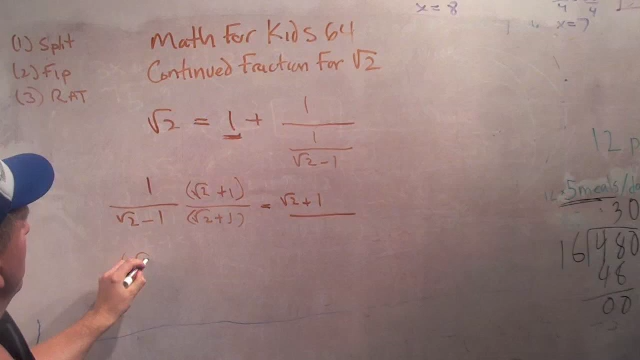 (1) Split
(2) Flip
(3) RAT
Math for Kids 64
Continued Fraction for √2
√2 = 1 + 1 / (1 / (√2 - 1))
1 / (√2 - 1) (√2 + 1) / (√2 + 1) = √2 + 1
x = 8
x = 7
12 p
30
16 480
48
00